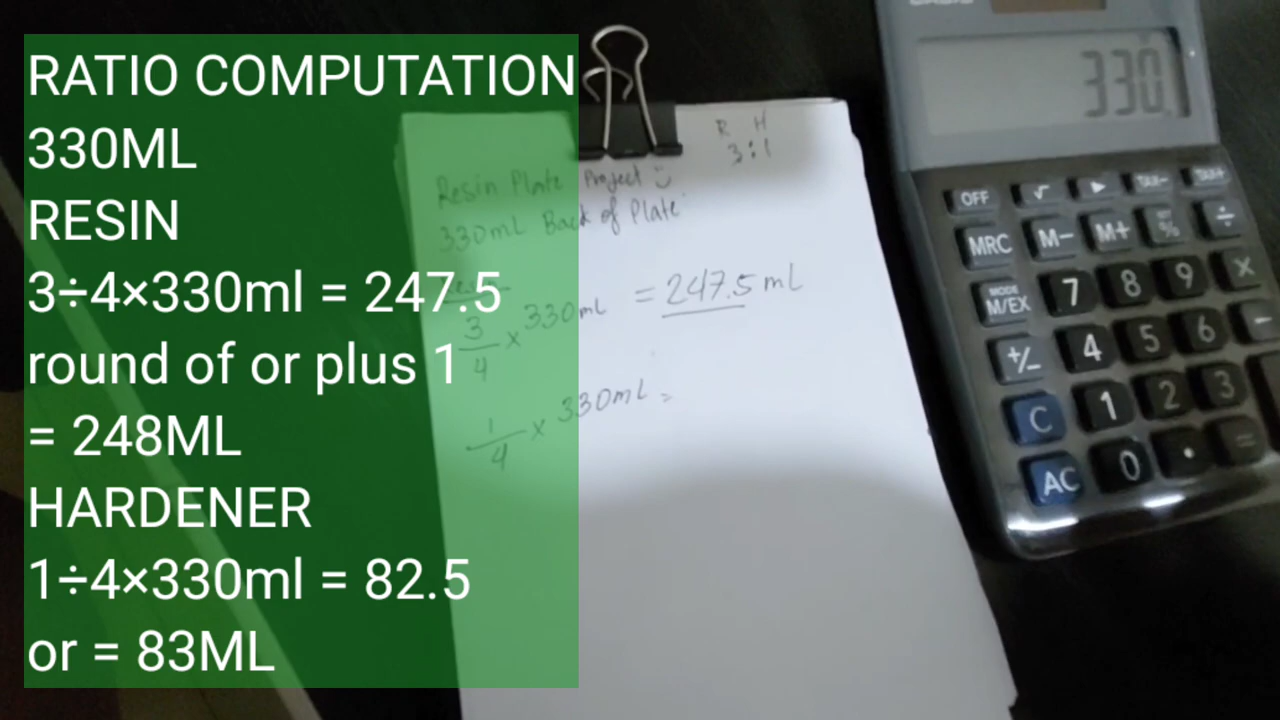 RATIO COMPUTATION
330ML
RESIN
3÷4×330ml = 247.5
round of or plus 1
= 248ML
HARDENER
1÷4×330ml = 82.5
or = 83ML
R H
3:1
Resin Plate Project
330mL Back of Plate
3/4 × 330mL = 247.5 mL
1/4 × 330mL =
330.
OFF √ ▶
MRC M− M+ % ÷
MODE
M/EX 7 8 9 ×
+/− 4 5 6 −
C 1 2 3
AC 0 . =